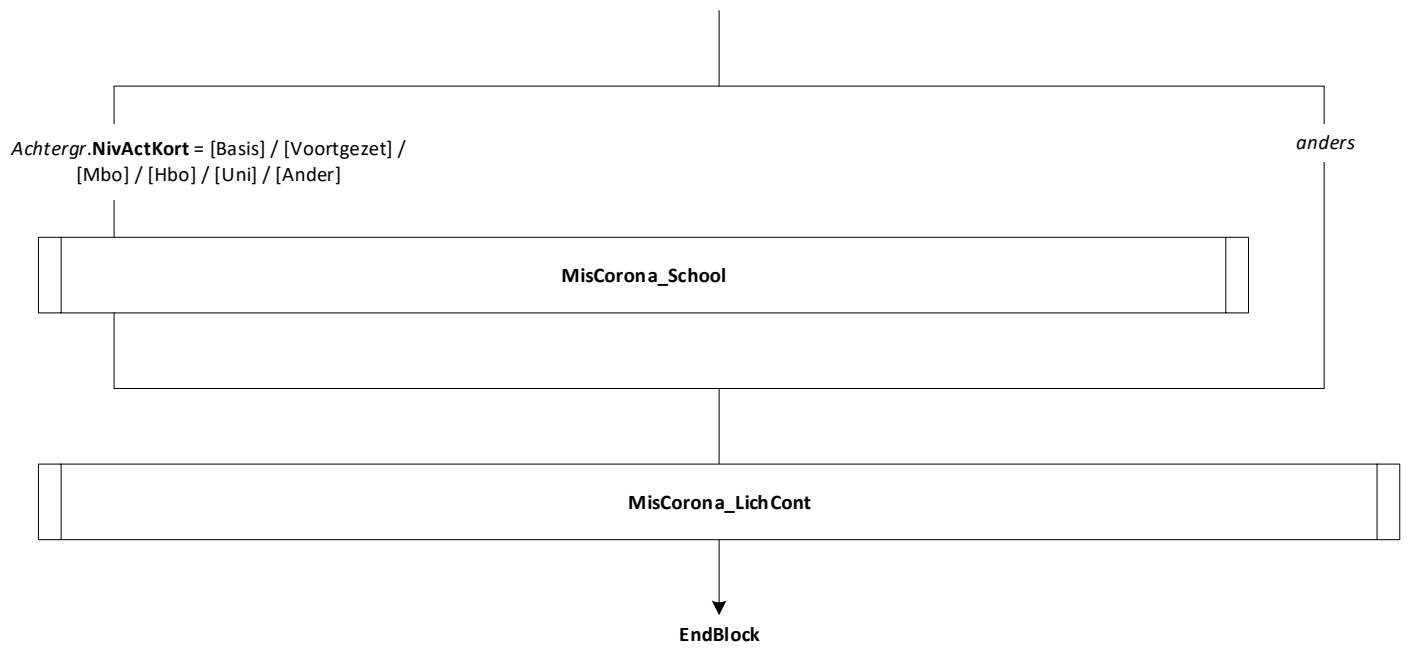 Achtergr.NivActKort = [Basis] / [Voortgezet] /
[Mbo] / [Hbo] / [Uni] / [Ander]
anders
MisCorona_School
MisCorona_LichCont
EndBlock